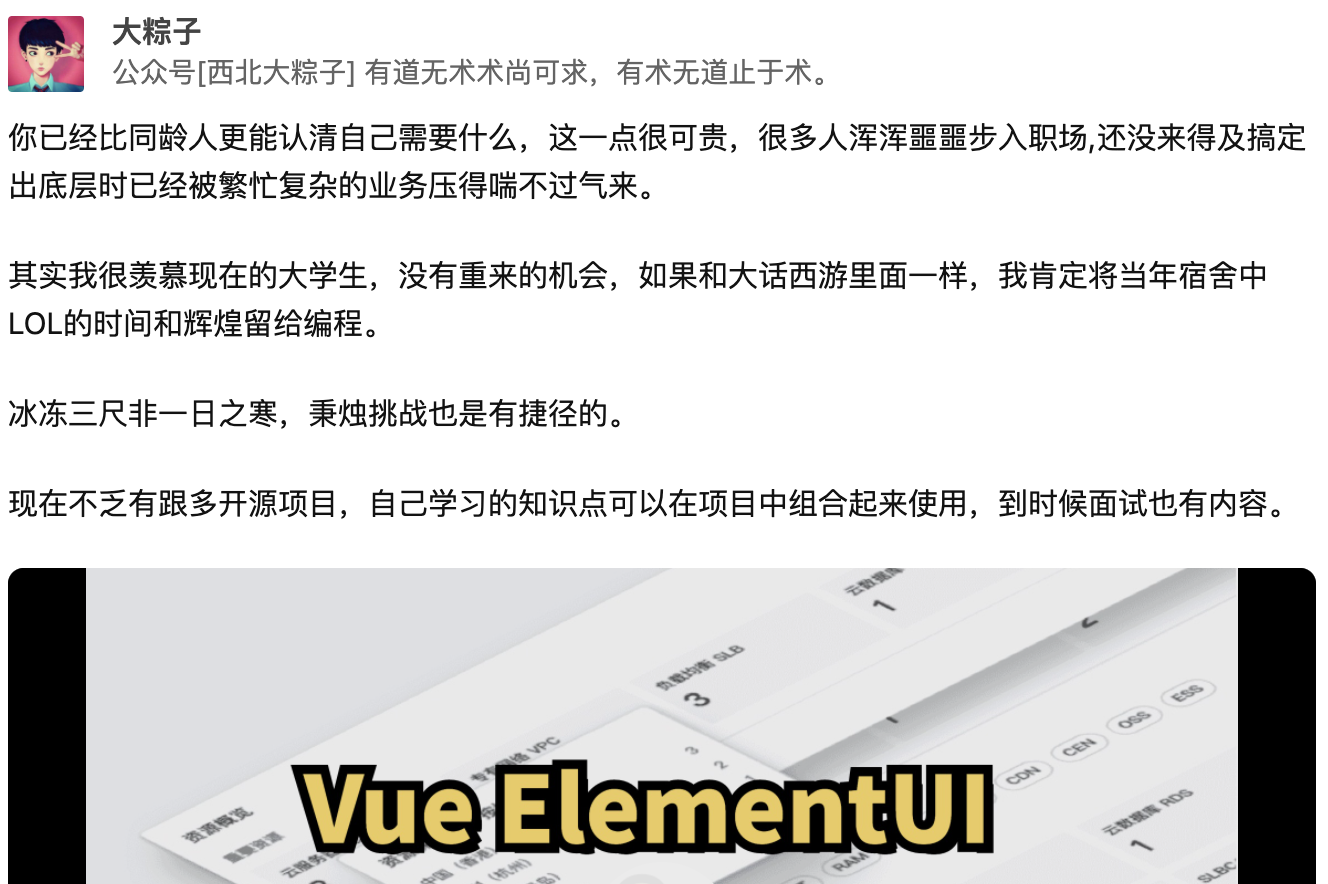 大粽子
公众号[西北大粽子] 有道无术术尚可求，有术无道止于术。
你已经比同龄人更能认清自己需要什么，这一点很可贵，很多人浑浑噩噩步入职场,还没来得及搞定
出底层时已经被繁忙复杂的业务压得喘不过气来。
其实我很羡慕现在的大学生，没有重来的机会，如果和大话西游里面一样，我肯定将当年宿舍中
LOL的时间和辉煌留给编程。
冰冻三尺非一日之寒，秉烛挑战也是有捷径的。
现在不乏有跟多开源项目，自己学习的知识点可以在项目中组合起来使用，到时候面试也有内容。
云数据库
1
负载均衡 SLB
3
2
ESS
OSS
CEN
CDN
专有网络 VPC
3
2
1
资源概览
重要资源
云数据库 RDS
1
Vue ElementUI
(香港)
(杭州)
RAM
SLBC